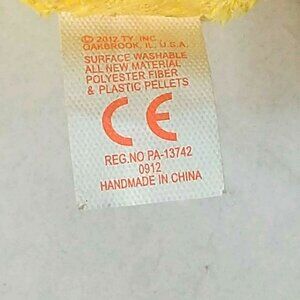 © 2012 TY INC.
OAKBROOK, IL, U.S.A.
SURFACE WASHABLE
ALL NEW MATERIAL
POLYESTER FIBER
& PLASTIC PELLETS
CE
REG.NO PA-13742
0912
HANDMADE IN CHINA